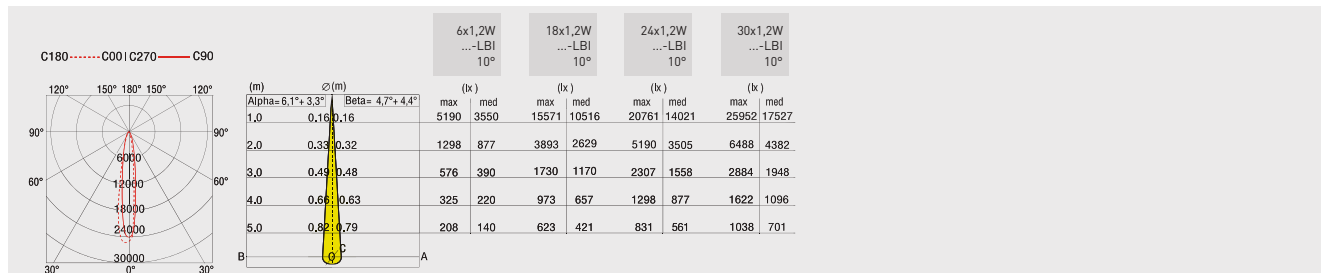 6x1,2W 18x1,2W 24x1,2W 30x1,2W
...-LBI ...-LBI ...-LBI ...-LBI
10° 10° 10° 10°
C180 C00 | C270 C90
(m) ∅(m) (lx ) (lx ) (lx ) (lx )
120° 150° 180° 150° 120°
Alpha= 6,1°+ 3,3° Beta= 4,7°+ 4,4° max med max med max med max med
1.0 0.16 0.16 5190 3550 15571 10516 20761 14021 25952 17527
90° 90°
2.0 0.33 0.32 1298 877 3893 2629 5190 3505 6488 4382
6000
3.0 0.49 0.48 576 390 1730 1170 2307 1558 2884 1948
60° 12000 60°
4.0 0.66 0.63 325 220 973 657 1298 877 1622 1096
18000
5.0 0.82 0.79 208 140 623 421 831 561 1038 701
24000
C
B O A
30000
30° 0° 30°